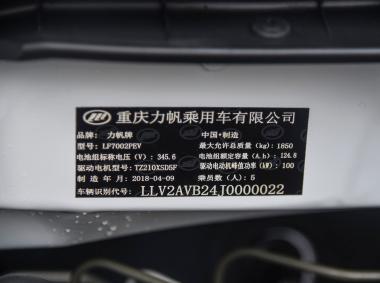 重庆力帆乘用车有限公司
品牌: 力帆牌 中国·制造
型号: LF7002PEV 最大允许总质量(kg): 1850
电池组标称电压(V): 345.6 电池组额定容量(A.h): 124.8
驱动电动机型号: TZ210XSD5F 驱动电动机峰值功率(kW): 100
制造年月: 2018-04-09 乘员数(人): 5
车辆识别代号: LLV2AVB24J0000022